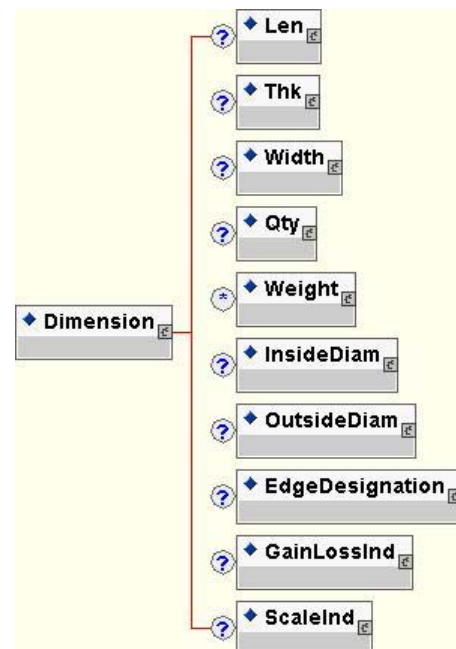 ? Len
? Thk
? Width
? Qty
* Weight
Dimension
? InsideDiam
? OutsideDiam
? EdgeDesignation
? GainLossInd
? ScaleInd